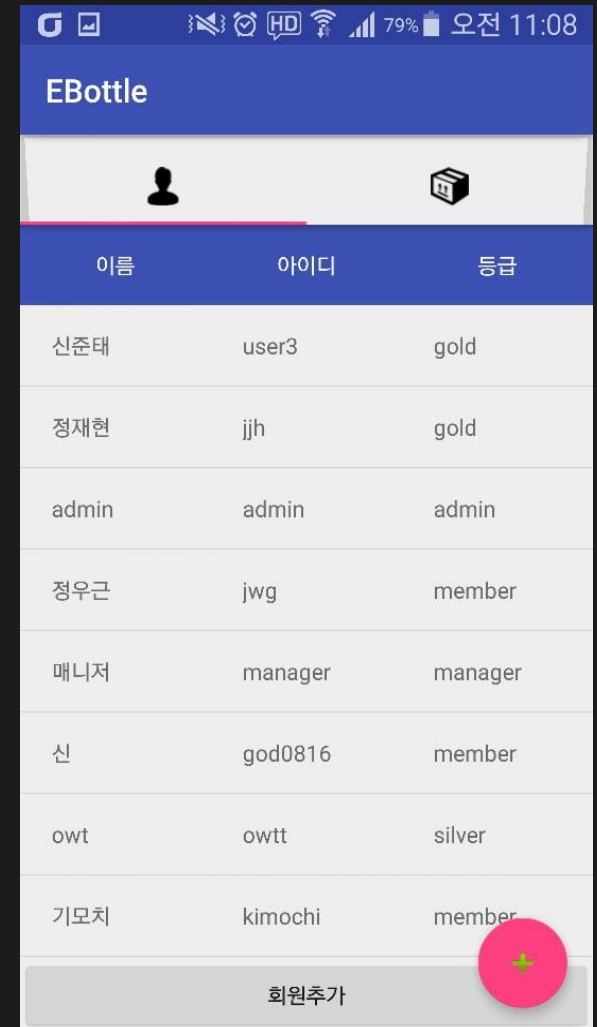 HD 79% 오전 11:08
EBottle
이름 아이디 등급
신준태 user3 gold
정재현 jjh gold
admin admin admin
정우근 jwg member
매니저 manager manager
신 god0816 member
owt owtt silver
기모치 kimochi member
회원추가